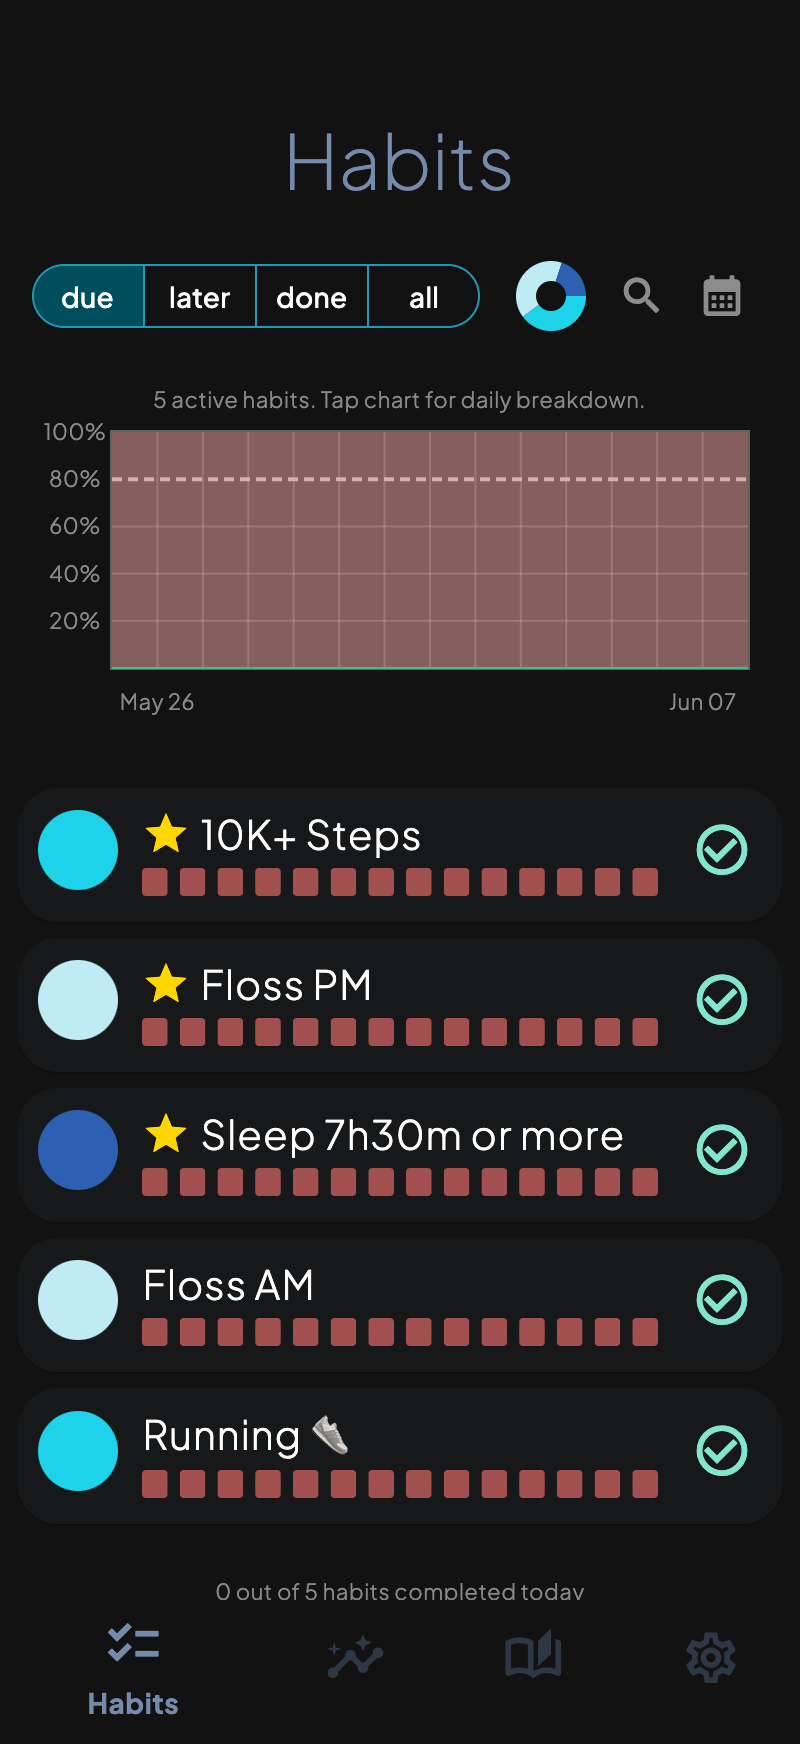 Habits
due later done all
5 active habits. Tap chart for daily breakdown.
100%
80%
60%
40%
20%
May 26 Jun 07
10K+ Steps
Floss PM
Sleep 7h30m or more
Floss AM
Running
0 out of 5 habits completed today
Habits